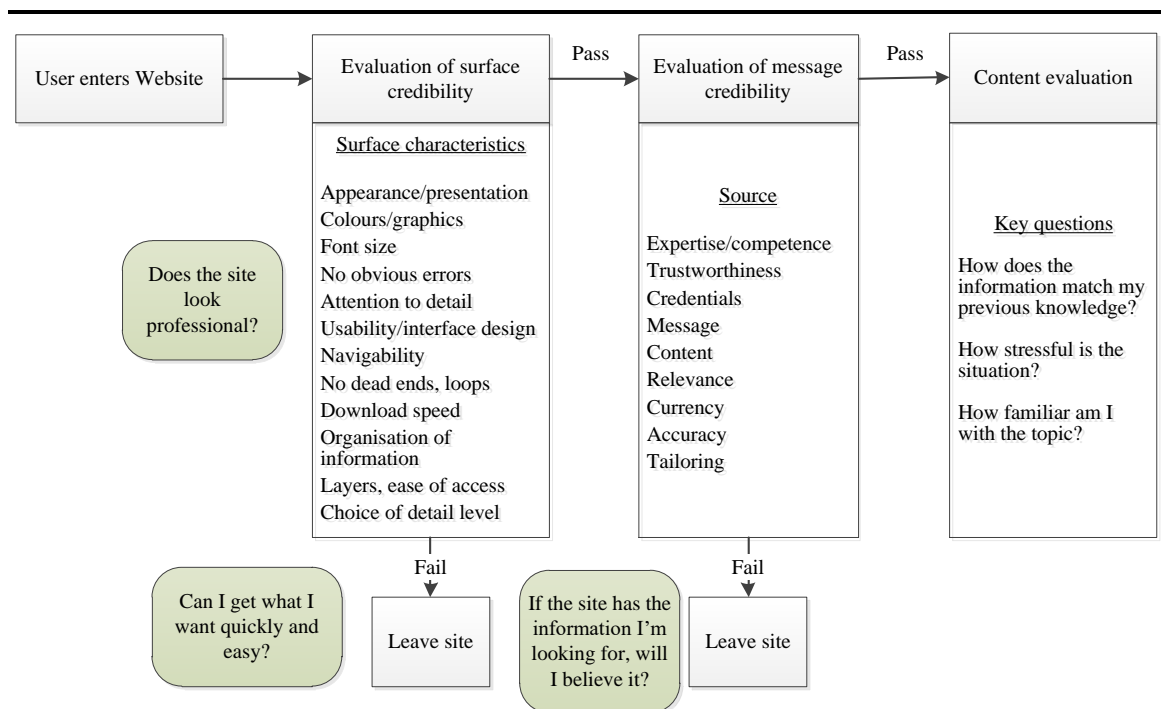 User enters Website
Evaluation of surface
credibility
Pass
Evaluation of message
credibility
Pass
Content evaluation
Surface characteristics
Appearance/presentation
Colours/graphics
Font size
No obvious errors
Attention to detail
Usability/interface design
Navigability
No dead ends, loops
Download speed
Organisation of
information
Layers, ease of access
Choice of detail level
Source
Expertise/competence
Trustworthiness
Credentials
Message
Content
Relevance
Currency
Accuracy
Tailoring
Key questions
How does the
information match my
previous knowledge?
How stressful is the
situation?
How familiar am I
with the topic?
Does the site
look
professional?
Fail
Fail
Can I get what I
want quickly and
easy?
Leave site
If the site has the
information I’m
looking for, will
I believe it?
Leave site